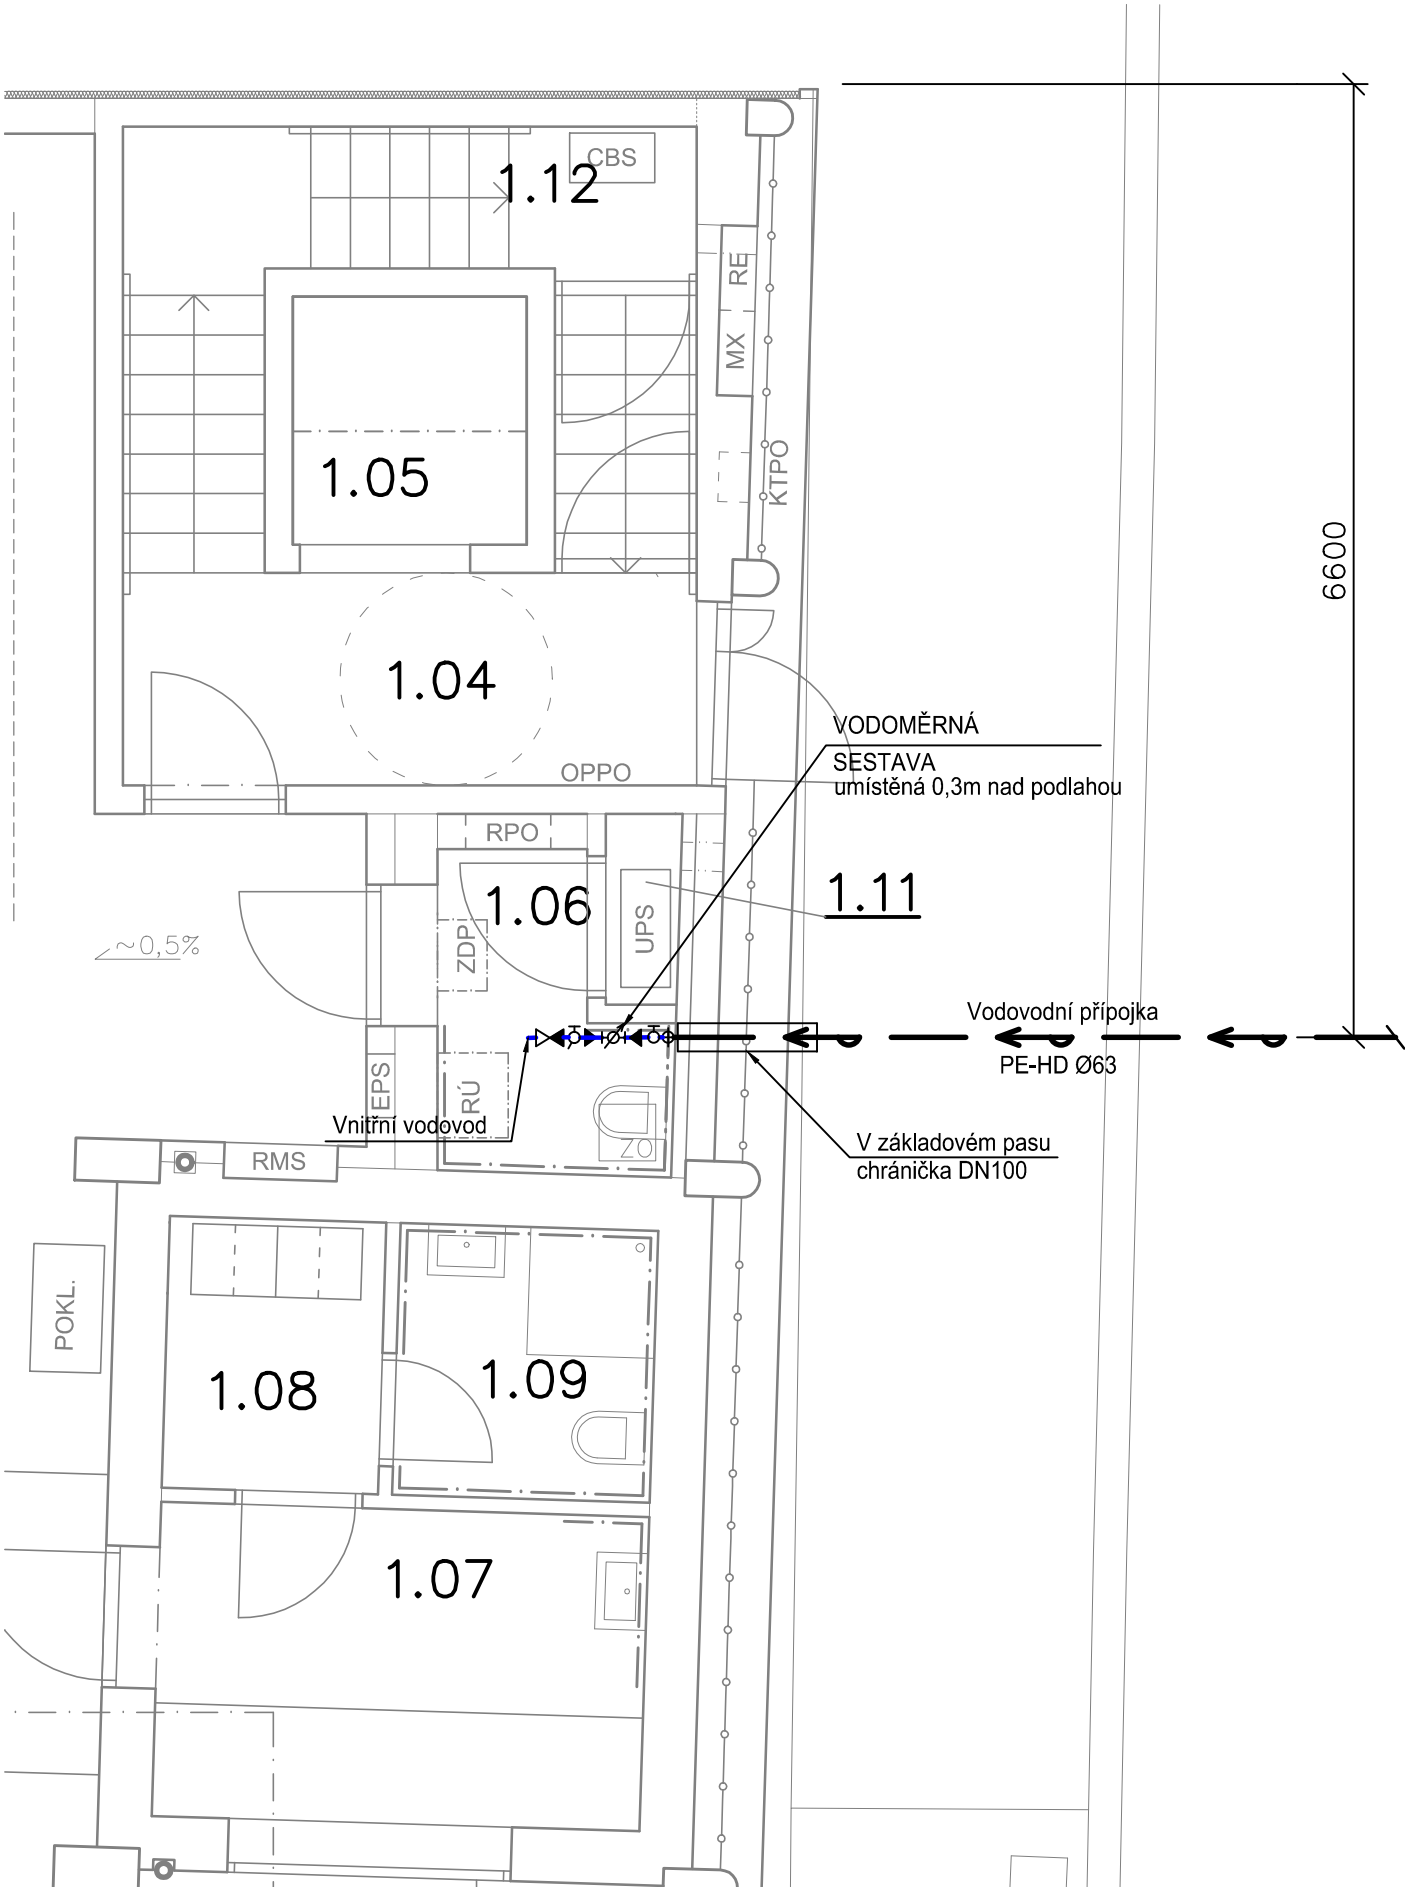 CBS
1.12
RE
MX
1.05
KTPO
6600
1.04
VODOMĚRNÁ
SESTAVA
umístěná 0,3m nad podlahou
OPPO
RPO
1.06
1.11
UPS
ZDP
~0,5%
Vodovodní přípojka
PE-HD Ø63
EPS
RÚ
Vnitřní vodovod
ZO
V základovém pasu
chránička DN100
RMS
POKL.
1.08
1.09
1.07